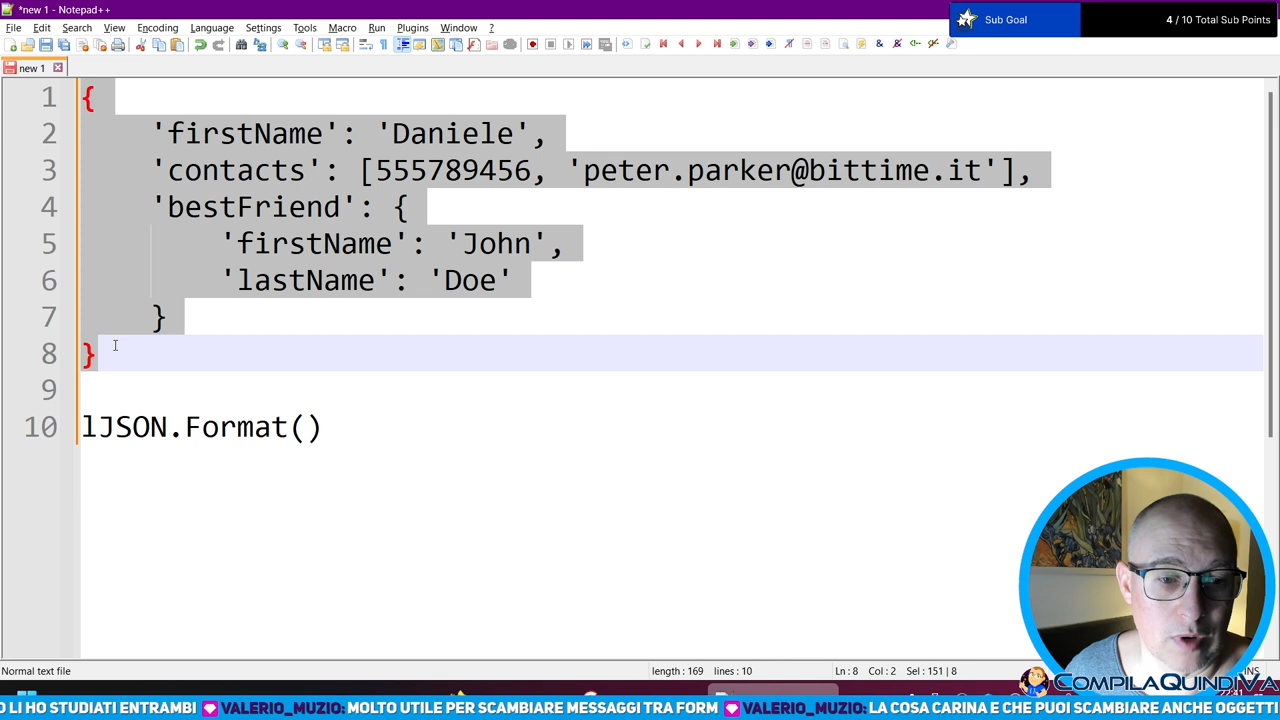 *new 1 - Notepad++
File Edit Search View Encoding Language Settings Tools Macro Run Plugins Window ?
Sub Goal
4 / 10 Total Sub Points
new 1
1 {
2 'firstName': 'Daniele',
3 'contacts': [555789456, 'peter.parker@bittime.it'],
4 'bestFriend': {
5 'firstName': 'John',
6 'lastName': 'Doe'
7 }
8 }
9
10 lJSON.Format()
Normal text file length : 169 lines : 10 Ln : 8 Col : 2 Sel : 151 | 8 INS
COMPILAQUINDIVA
O LI HO STUDIATI ENTRAMBI VALERIO_MUZIO: MOLTO UTILE PER SCAMBIARE MESSAGGI TRA FORM VALERIO_MUZIO: LA COSA CARINA E CHE PUOI SCAMBIARE ANCHE OGGETTI